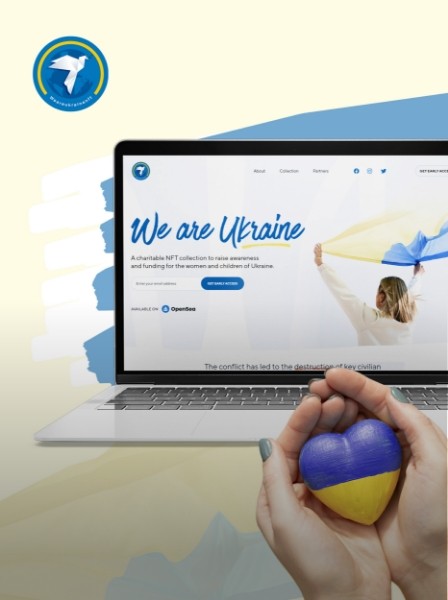 About Collection Partners GET EARLY ACCESS
We are Ukraine
A charitable NFT collection to raise awareness
and funding for the women and children of Ukraine.
Enter your email address GET EARLY ACCESS
AVAILABLE ON OpenSea
The conflict has led to the destruction of key civilian